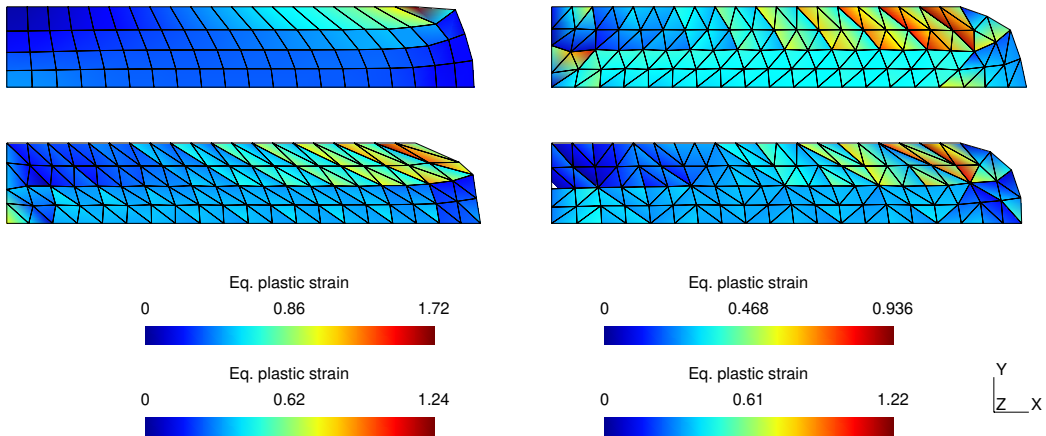 Eq. plastic strain
0 0.86 1.72
Eq. plastic strain
0 0.468 0.936
Eq. plastic strain
0 0.62 1.24
Eq. plastic strain
0 0.61 1.22
Y
Z X